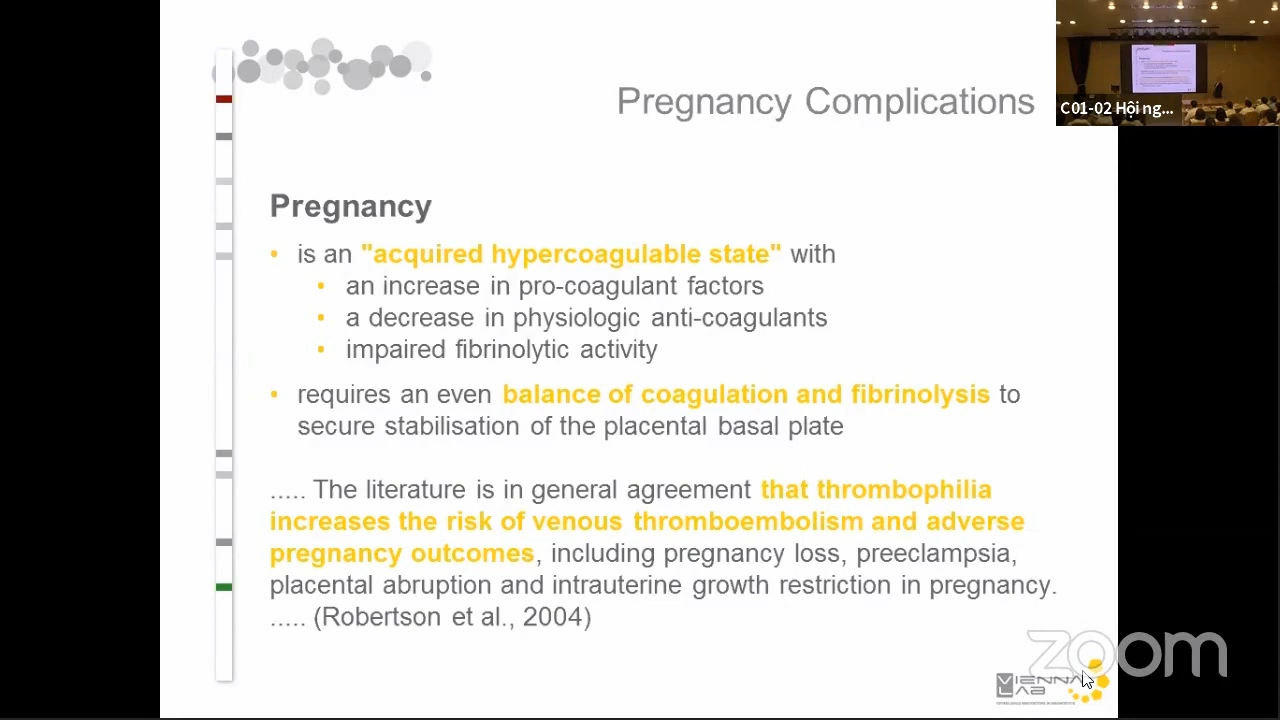 C01-02 Hội ng...
Pregnancy Complications
Pregnancy
• is an "acquired hypercoagulable state" with
• an increase in pro-coagulant factors
• a decrease in physiologic anti-coagulants
• impaired fibrinolytic activity
• requires an even balance of coagulation and fibrinolysis to
secure stabilisation of the placental basal plate
..... The literature is in general agreement that thrombophilia
increases the risk of venous thromboembolism and adverse
pregnancy outcomes, including pregnancy loss, preeclampsia,
placental abruption and intrauterine growth restriction in pregnancy.
..... (Robertson et al., 2004)
zoom
VIENNA
LAB